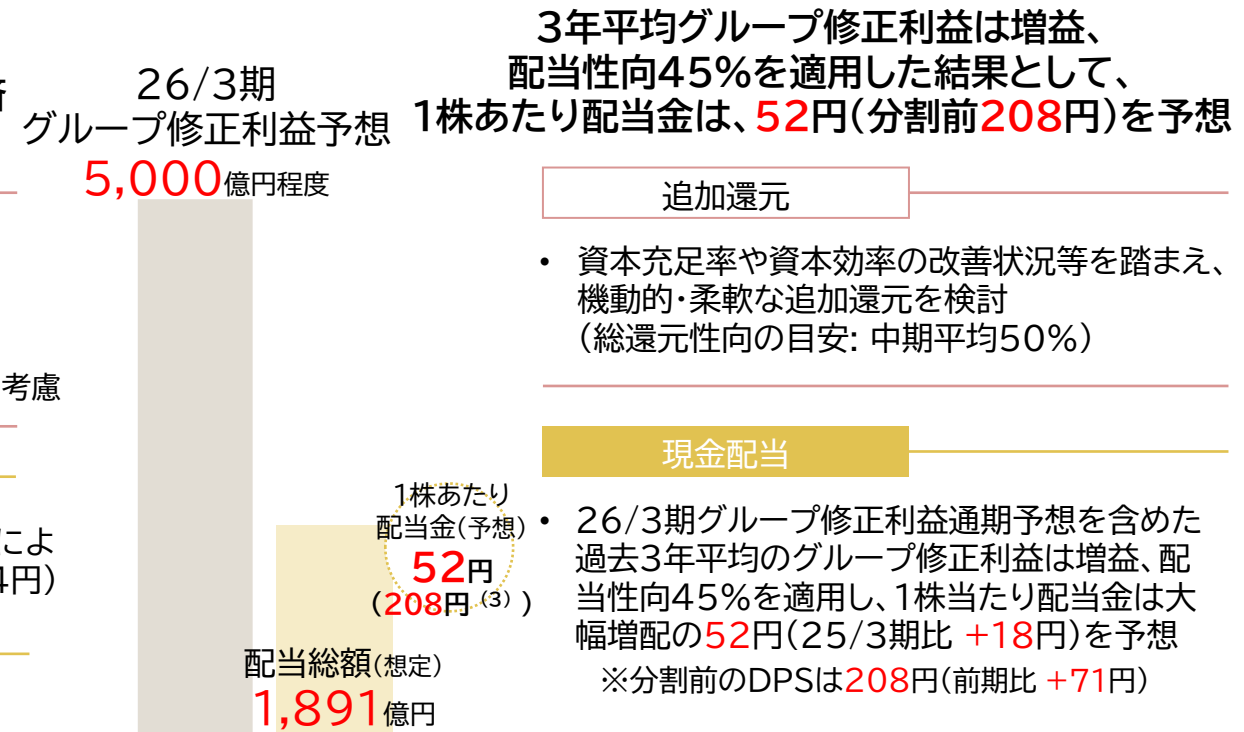 3年平均グループ修正利益は増益、
配当性向45%を適用した結果として、
1株あたり配当金は、52円(分割前208円)を予想
26/3期
グループ修正利益予想
5,000億円程度
考慮
によ
4円)
1株あたり
配当金(予想)
52円
(208円(3))
配当総額(想定)
1,891億円
追加還元
• 資本充足率や資本効率の改善状況等を踏まえ、
機動的・柔軟な追加還元を検討
(総還元性向の目安: 中期平均50%)
現金配当
• 26/3期グループ修正利益通期予想を含めた
過去3年平均のグループ修正利益は増益、配
当性向45%を適用し、1株当たり配当金は大
幅増配の52円(25/3期比 +18円)を予想
※分割前のDPSは208円(前期比 +71円)